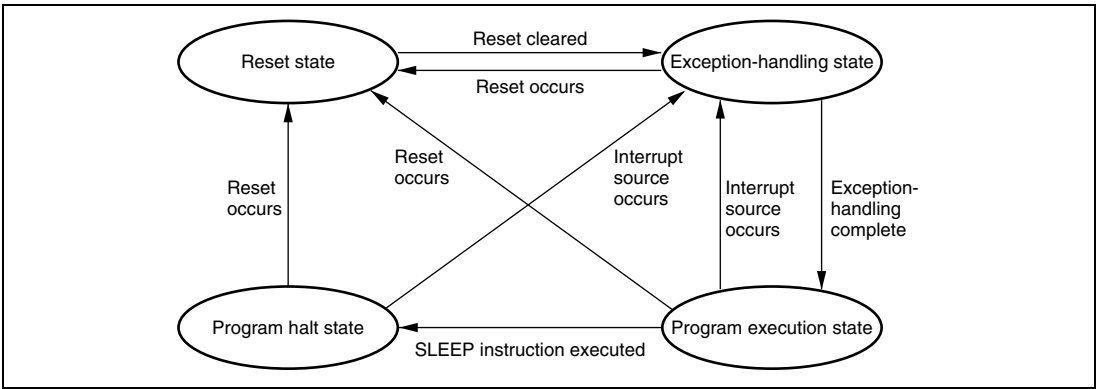 Reset cleared
Reset state
Exception-handling state
Reset occurs
Reset
occurs
Interrupt
source
occurs
Reset
occurs
Interrupt
source
occurs
Exception-
handling
complete
Program halt state
Program execution state
SLEEP instruction executed